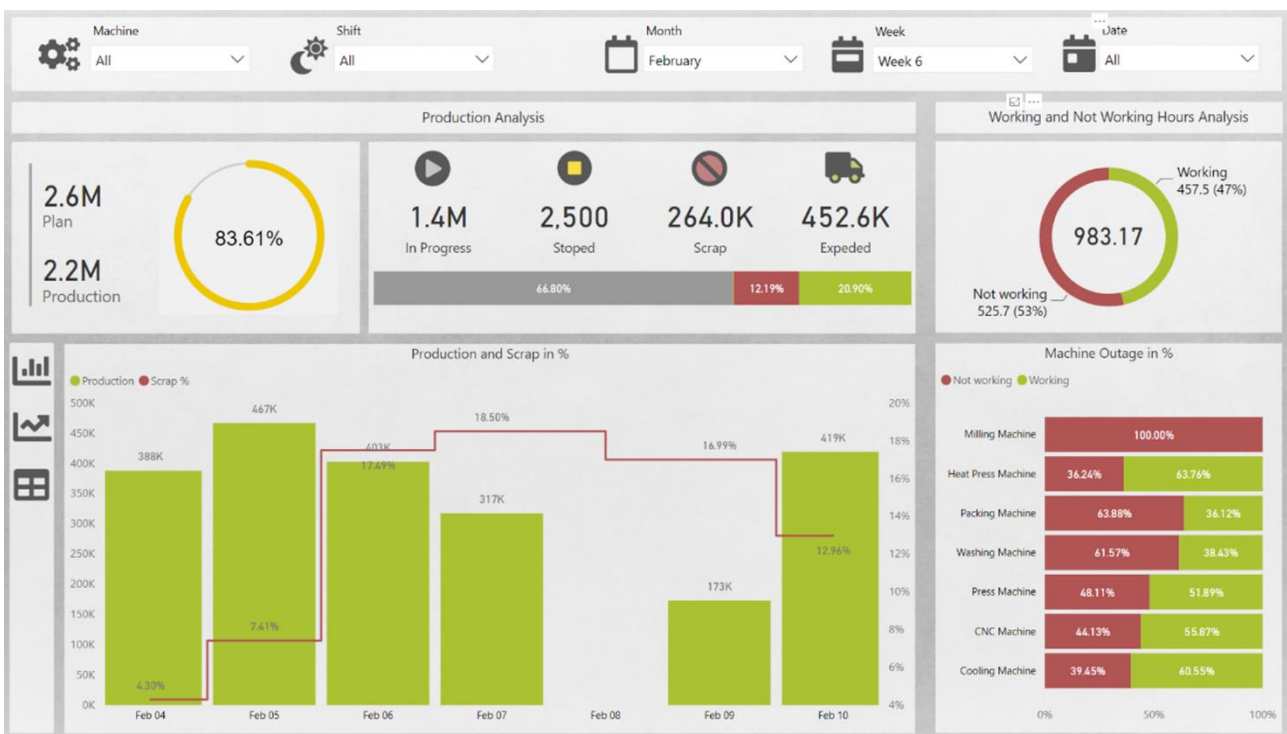 Machine
All
Shift
All
Month
February
Week
Week 6
Date
All
Production Analysis
Working and Not Working Hours Analysis
2.6M
Plan
2.2M
Production
83.61%
1.4M
In Progress
2,500
Stoped
264.0K
Scrap
452.6K
Expeded
66.80%
12.19%
20.90%
Working
457.5 (47%)
983.17
Not working
525.7 (53%)
Production and Scrap in %
Production Scrap %
500K
450K
400K
350K
300K
250K
200K
150K
100K
50K
0K
20%
18%
16%
14%
12%
10%
8%
6%
4%
388K
467K
403K
317K
173K
419K
4.30%
7.41%
17.49%
18.50%
16.99%
12.96%
Feb 04 Feb 05 Feb 06 Feb 07 Feb 08 Feb 09 Feb 10
Machine Outage in %
Not working Working
Milling Machine 100.00%
Heat Press Machine 36.24% 63.76%
Packing Machine 63.88% 36.12%
Washing Machine 61.57% 38.43%
Press Machine 48.11% 51.89%
CNC Machine 44.13% 55.87%
Cooling Machine 39.45% 60.55%
0% 50% 100%